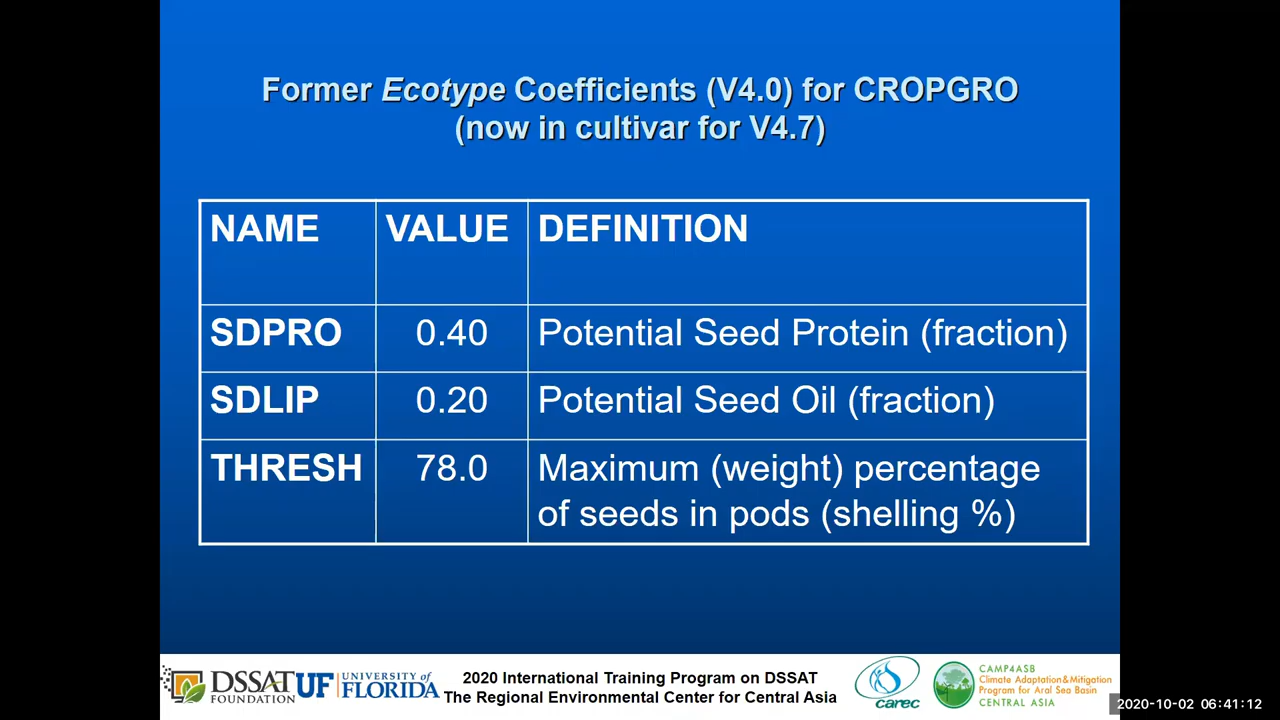 Former Ecotype Coefficients (V4.0) for CROPGRO
(now in cultivar for V4.7)
NAME VALUE DEFINITION
SDPRO 0.40 Potential Seed Protein (fraction)
SDLIP 0.20 Potential Seed Oil (fraction)
THRESH 78.0 Maximum (weight) percentage
of seeds in pods (shelling %)
DSSAT
FOUNDATION
UF UNIVERSITY of
FLORIDA
2020 International Training Program on DSSAT
The Regional Environmental Center for Central Asia
carec
CAMP4ASB
Climate Adaptation & Mitigation
Program for Aral Sea Basin
CENTRAL ASIA
2020-10-02 06:41:12